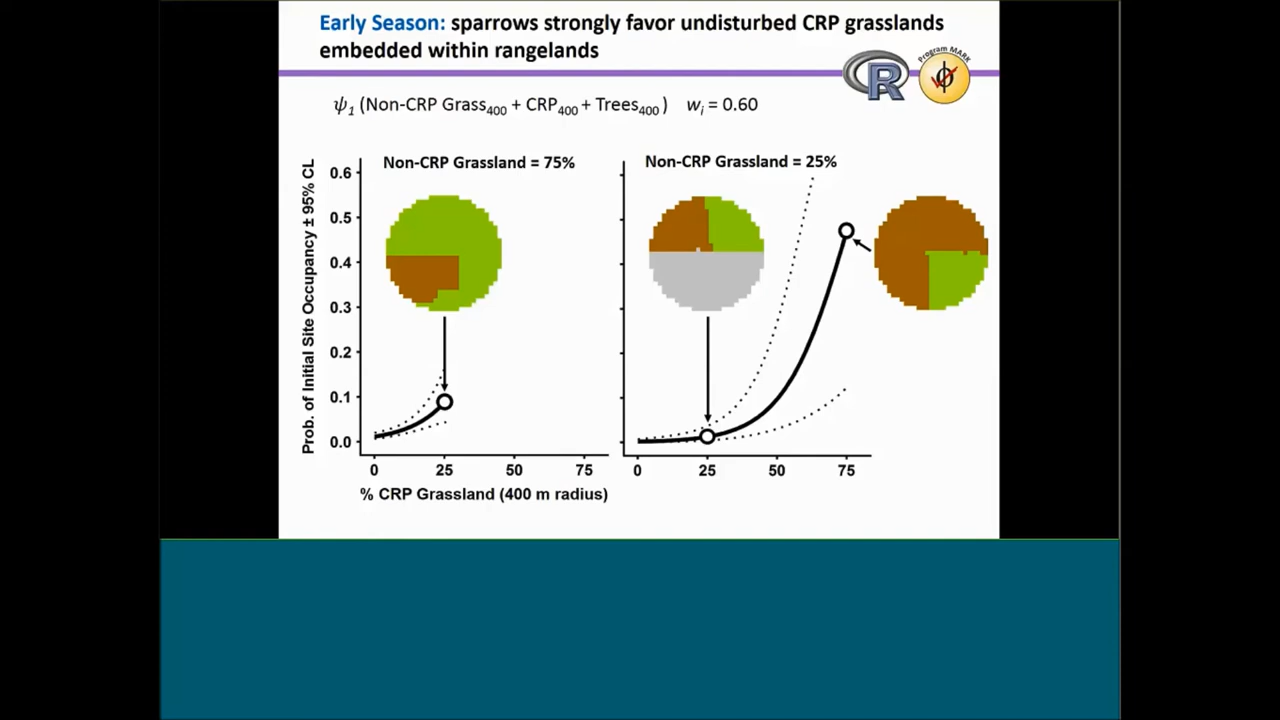 Early Season: sparrows strongly favor undisturbed CRP grasslands
embedded within rangelands
R
Program MARK
ψ1 (Non-CRP Grass400 + CRP400 + Trees400) wi = 0.60
Non-CRP Grassland = 75%
Non-CRP Grassland = 25%
Prob. of Initial Site Occupancy ± 95% CL
0.6
0.5
0.4
0.3
0.2
0.1
0.0
0 25 50 75
0 25 50 75
% CRP Grassland (400 m radius)